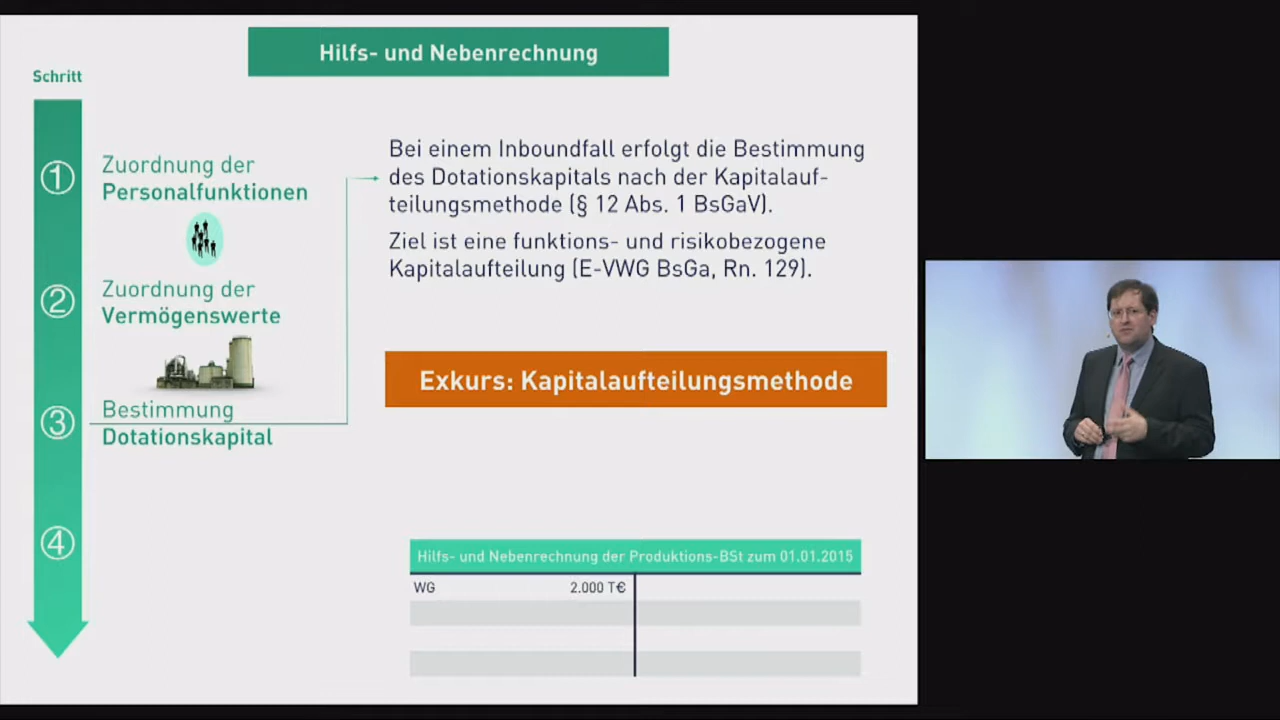 Hilfs- und Nebenrechnung
Schritt
1
Zuordnung der
Personalfunktionen
2
Zuordnung der
Vermögenswerte
3
Bestimmung
Dotationskapital
4
Bei einem Inboundfall erfolgt die Bestimmung
des Dotationskapitals nach der Kapitalauf-
teilungsmethode (§ 12 Abs. 1 BsGaV).
Ziel ist eine funktions- und risikobezogene
Kapitalaufteilung (E-VWG BsGa, Rn. 129).
Exkurs: Kapitalaufteilungsmethode
Hilfs- und Nebenrechnung der Produktions-BSt zum 01.01.2015
WG 2.000 T€